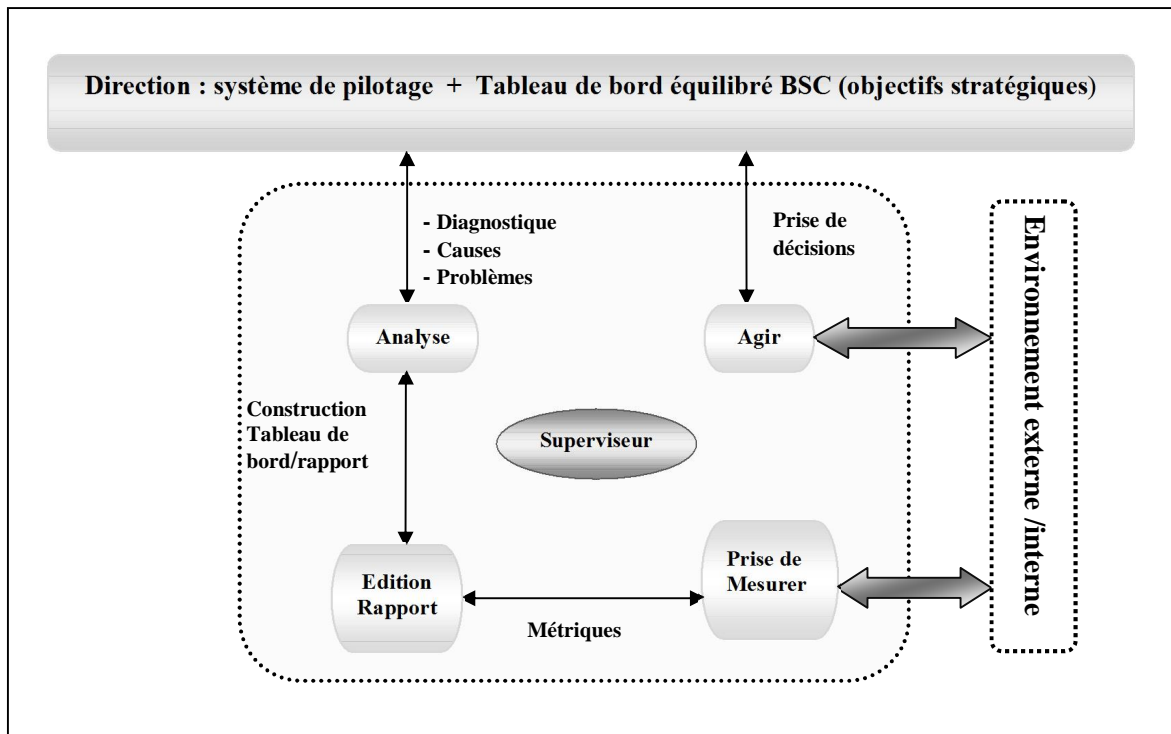 Direction : système de pilotage + Tableau de bord équilibré BSC (objectifs stratégiques)
- Diagnostique
- Causes
- Problèmes
Prise de
décisions
Analyse
Agir
Construction
Tableau de
bord/rapport
Superviseur
Edition
Rapport
Métriques
Prise de
Mesurer
Environnement externe /interne